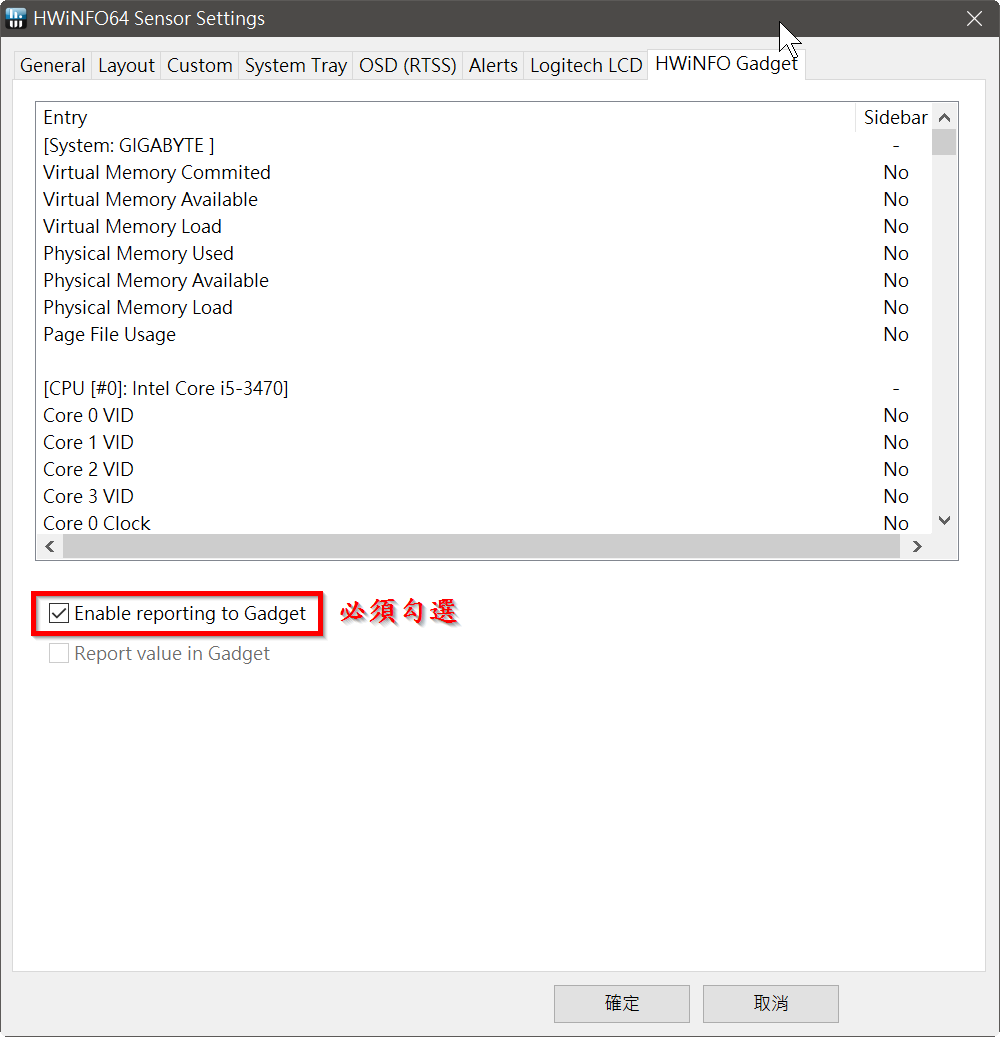 HWiNFO64 Sensor Settings
General Layout Custom System Tray OSD (RTSS) Alerts Logitech LCD HWiNFO Gadget
Entry Sidebar
[System: GIGABYTE ] -
Virtual Memory Commited No
Virtual Memory Available No
Virtual Memory Load No
Physical Memory Used No
Physical Memory Available No
Physical Memory Load No
Page File Usage No
[CPU [#0]: Intel Core i5-3470] -
Core 0 VID No
Core 1 VID No
Core 2 VID No
Core 3 VID No
Core 0 Clock No
Enable reporting to Gadget 必須勾選
Report value in Gadget
確定 取消